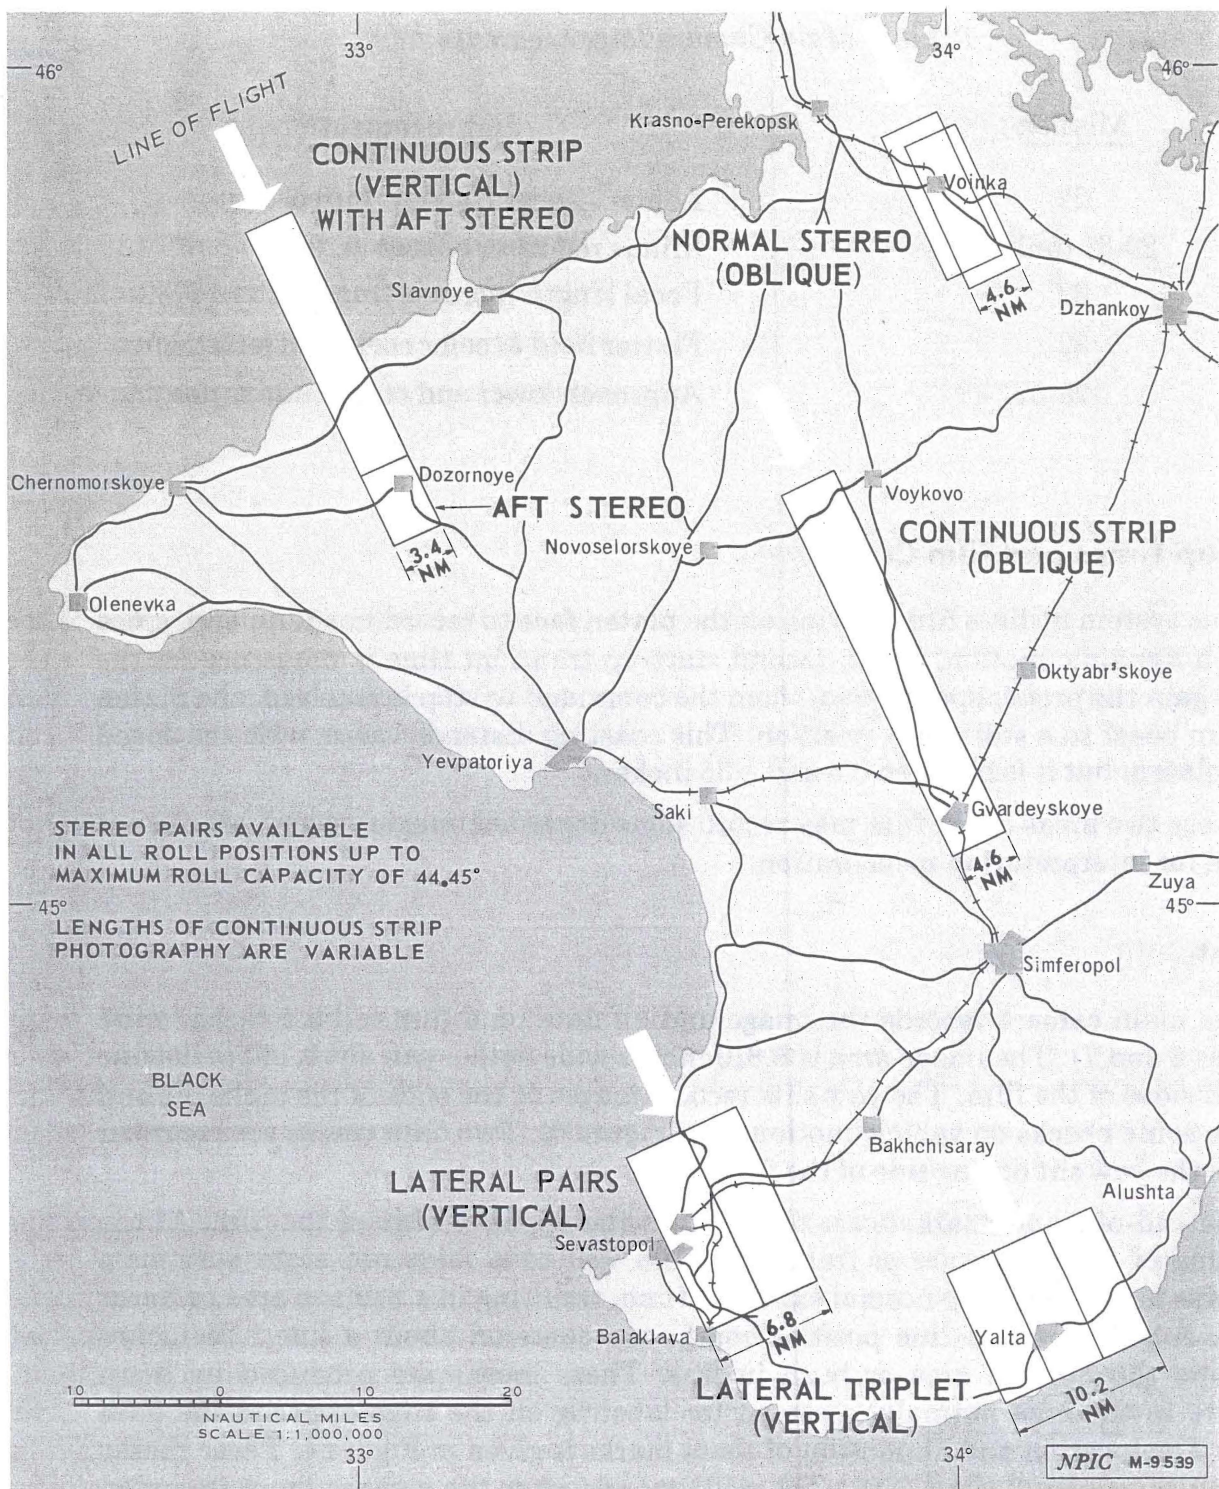 33°
34°
46°
46°
LINE OF FLIGHT
CONTINUOUS STRIP
(VERTICAL)
WITH AFT STEREO
Krasno-Perekopsk
Voinka
NORMAL STEREO
(OBLIQUE)
4.6
NM
Dzhankoy
Slavnoye
Chernomorskoye
Dozornoye
AFT STEREO
3.4
NM
Voykovo
Novoselorskoye
CONTINUOUS STRIP
(OBLIQUE)
Olenevka
Oktyabr'skoye
Yevpatoriya
Saki
Gvardeyskoye
4.6
NM
Zuya
STEREO PAIRS AVAILABLE
IN ALL ROLL POSITIONS UP TO
MAXIMUM ROLL CAPACITY OF 44.45°
45°
45°
LENGTHS OF CONTINUOUS STRIP
PHOTOGRAPHY ARE VARIABLE
Simferopol
BLACK
SEA
Bakhchisaray
LATERAL PAIRS
(VERTICAL)
Alushta
Sevastopol
Balaklava
6.8
NM
Yalta
LATERAL TRIPLET
(VERTICAL)
10.2
NM
10 0 10 20
NAUTICAL MILES
SCALE 1:1,000,000
33°
34°
NPIC M-9539